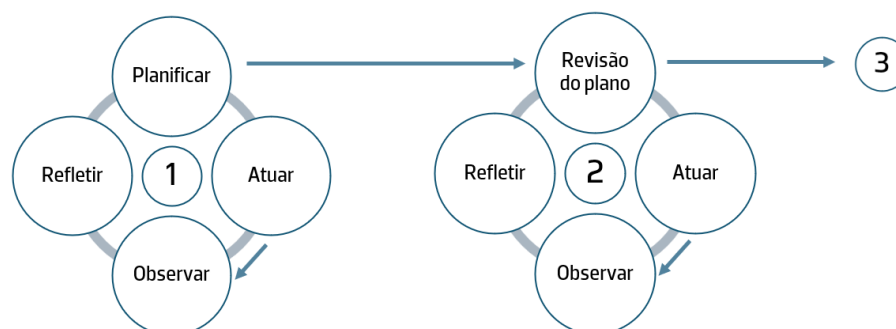 Planificar
Refletir
1
Atuar
Observar
Revisão
do plano
Refletir
2
Atuar
Observar
3